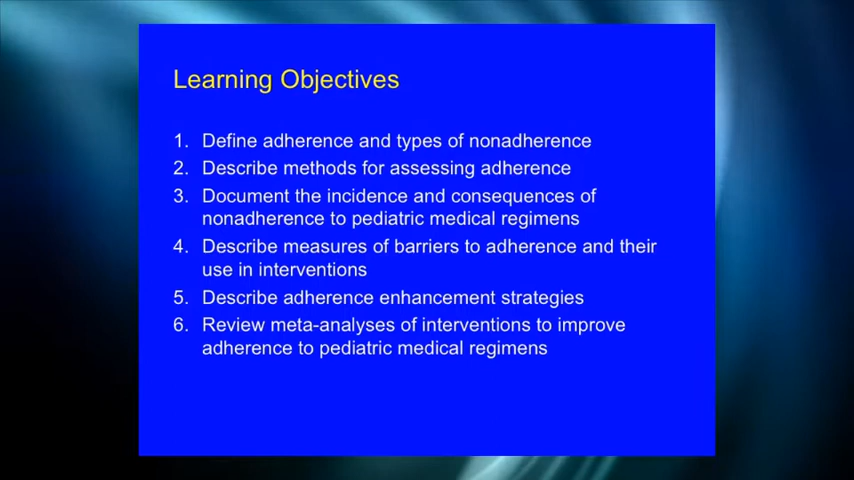 Learning Objectives
1. Define adherence and types of nonadherence
2. Describe methods for assessing adherence
3. Document the incidence and consequences of
nonadherence to pediatric medical regimens
4. Describe measures of barriers to adherence and their
use in interventions
5. Describe adherence enhancement strategies
6. Review meta-analyses of interventions to improve
adherence to pediatric medical regimens